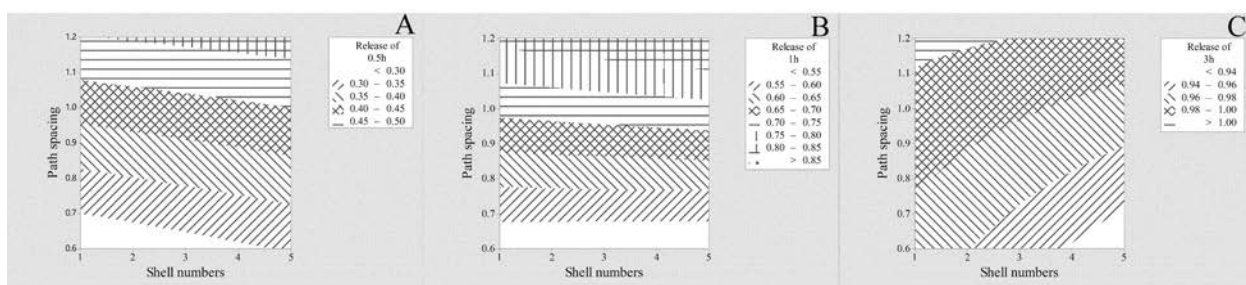 A
Release of
0.5h
< 0.30
0.30 – 0.35
0.35 – 0.40
0.40 – 0.45
0.45 – 0.50
Path spacing
1.2
1.1
1.0
0.9
0.8
0.7
0.6
1 2 3 4 5
Shell numbers
B
Release of
1h
< 0.55
0.55 – 0.60
0.60 – 0.65
0.65 – 0.70
0.70 – 0.75
0.75 – 0.80
0.80 – 0.85
> 0.85
Path spacing
1.2
1.1
1.0
0.9
0.8
0.7
0.6
1 2 3 4 5
Shell numbers
C
Release of
3h
< 0.94
0.94 – 0.96
0.96 – 0.98
0.98 – 1.00
> 1.00
Path spacing
1.2
1.1
1.0
0.9
0.8
0.7
0.6
1 2 3 4 5
Shell numbers